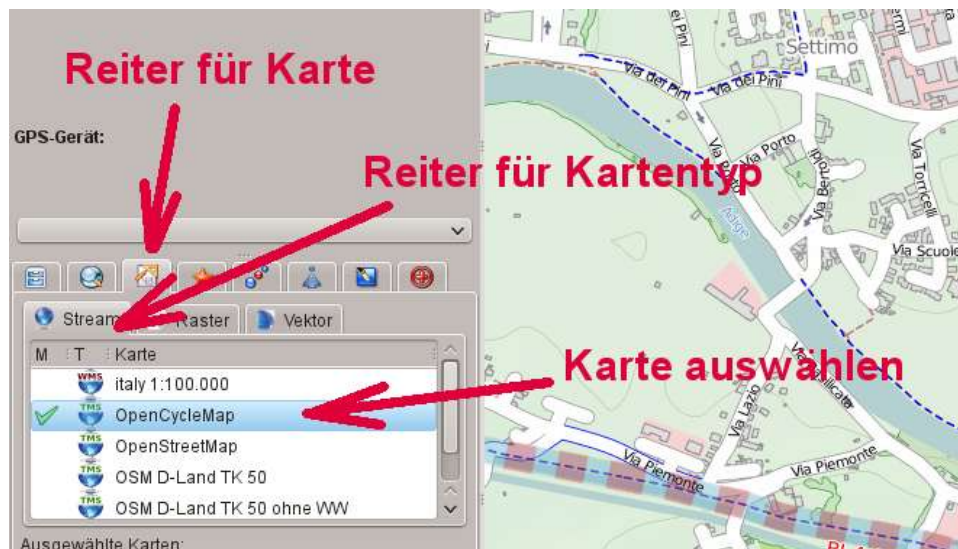 Reiter für Karte
GPS-Gerät:
Reiter für Kartentyp
Stream
Raster
Vektor
M T Karte
WMS italy 1:100.000
TMS OpenCycleMap
TMS OpenStreetMap
TMS OSM D-Land TK 50
TMS OSM D-Land TK 50 ohne WW
Ausgewählte Karten:
Karte auswählen
Settimo
Via dei Pini
Via dei Pini
Via dei Pini
Via Porto
Via Porto
Via Bertoldi
Via Torricelli
Via Scuole
Adige
Via Basilicata
Via Lazio
Via Piemonte
Via Piemonte